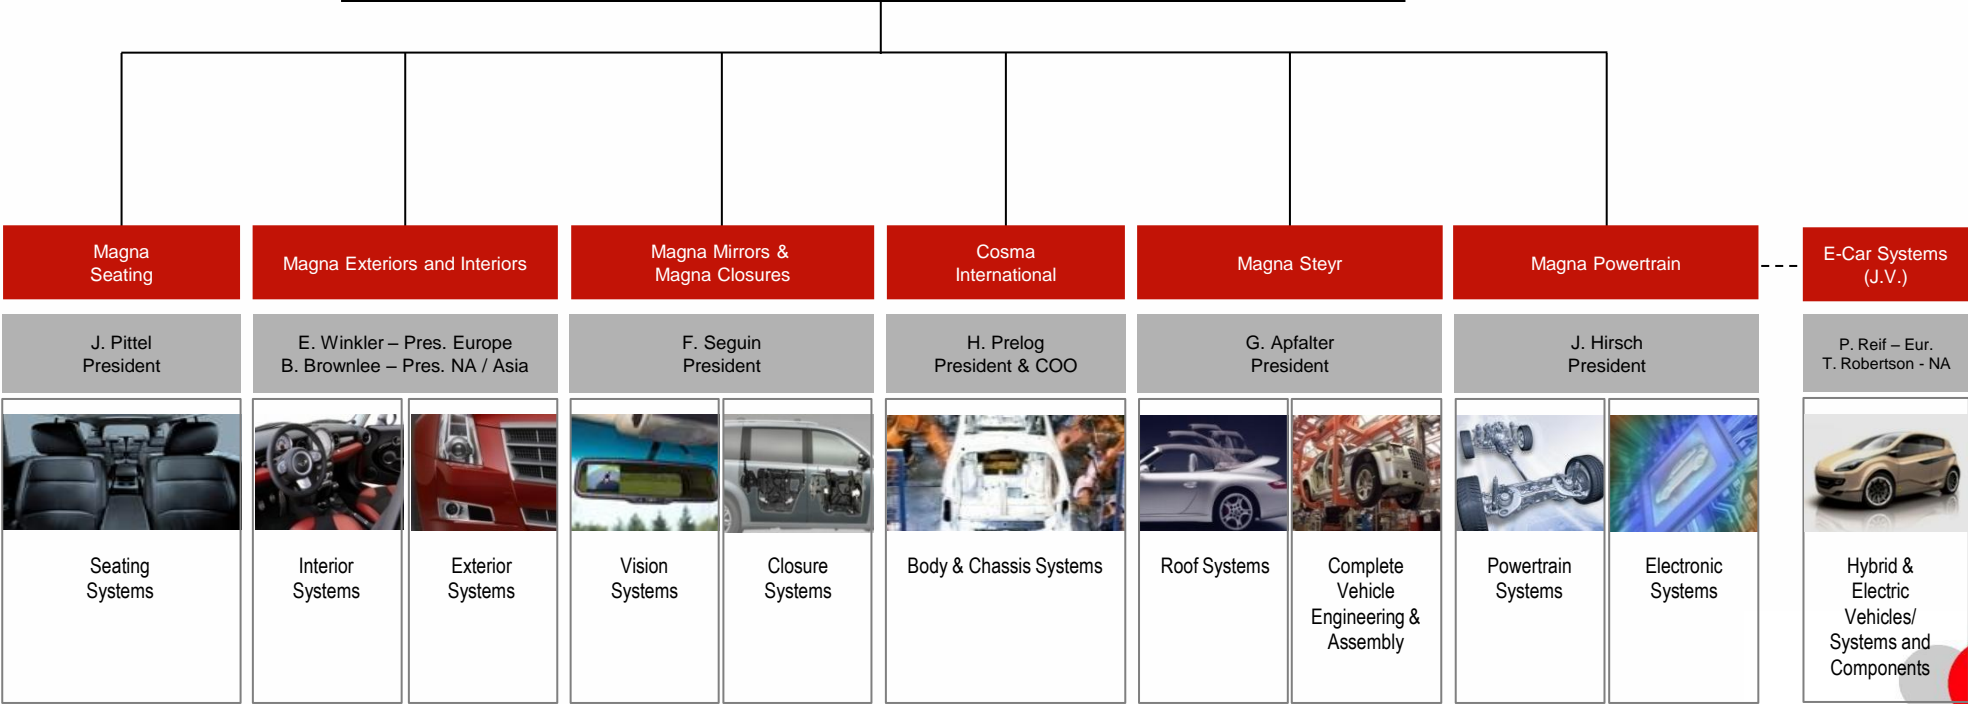 Magna
Seating
Magna Exteriors and Interiors
Magna Mirrors &
Magna Closures
Cosma
International
Magna Steyr
Magna Powertrain
E-Car Systems
(J.V.)
J. Pittel
President
E. Winkler – Pres. Europe
B. Brownlee – Pres. NA / Asia
F. Seguin
President
H. Prelog
President & COO
G. Apfalter
President
J. Hirsch
President
P. Reif – Eur.
T. Robertson - NA
Seating
Systems
Interior
Systems
Exterior
Systems
Vision
Systems
Closure
Systems
Body & Chassis Systems
Roof Systems
Complete
Vehicle
Engineering &
Assembly
Powertrain
Systems
Electronic
Systems
Hybrid &
Electric
Vehicles/
Systems and
Components